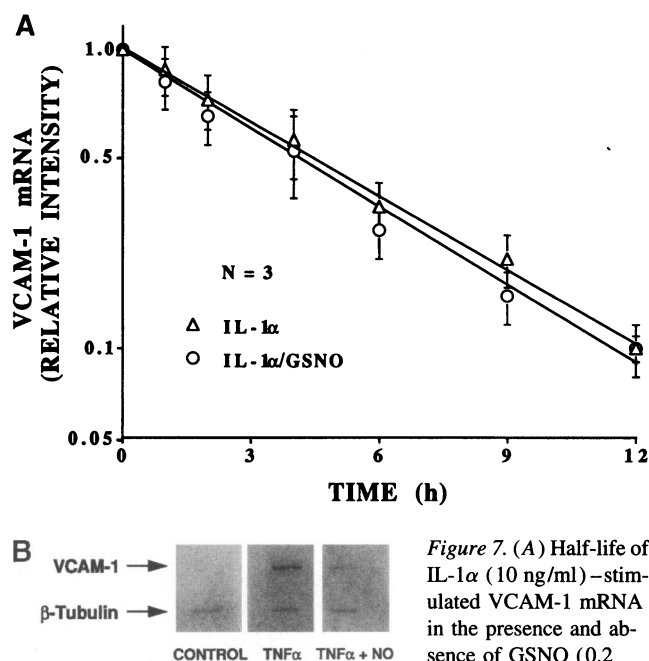 A
VCAM-1 mRNA
(RELATIVE INTENSITY)
1.0
0.5
0.1
0.05
N = 3
IL-1α
IL-1α/GSNO
0 3 6 9 12
TIME (h)
B
VCAM-1
β-Tubulin
CONTROL TNFα TNFα + NO
Figure 7. (A) Half-life of
IL-1α (10 ng/ml)–stim-
ulated VCAM-1 mRNA
in the presence and ab-
sence of GSNO (0.2